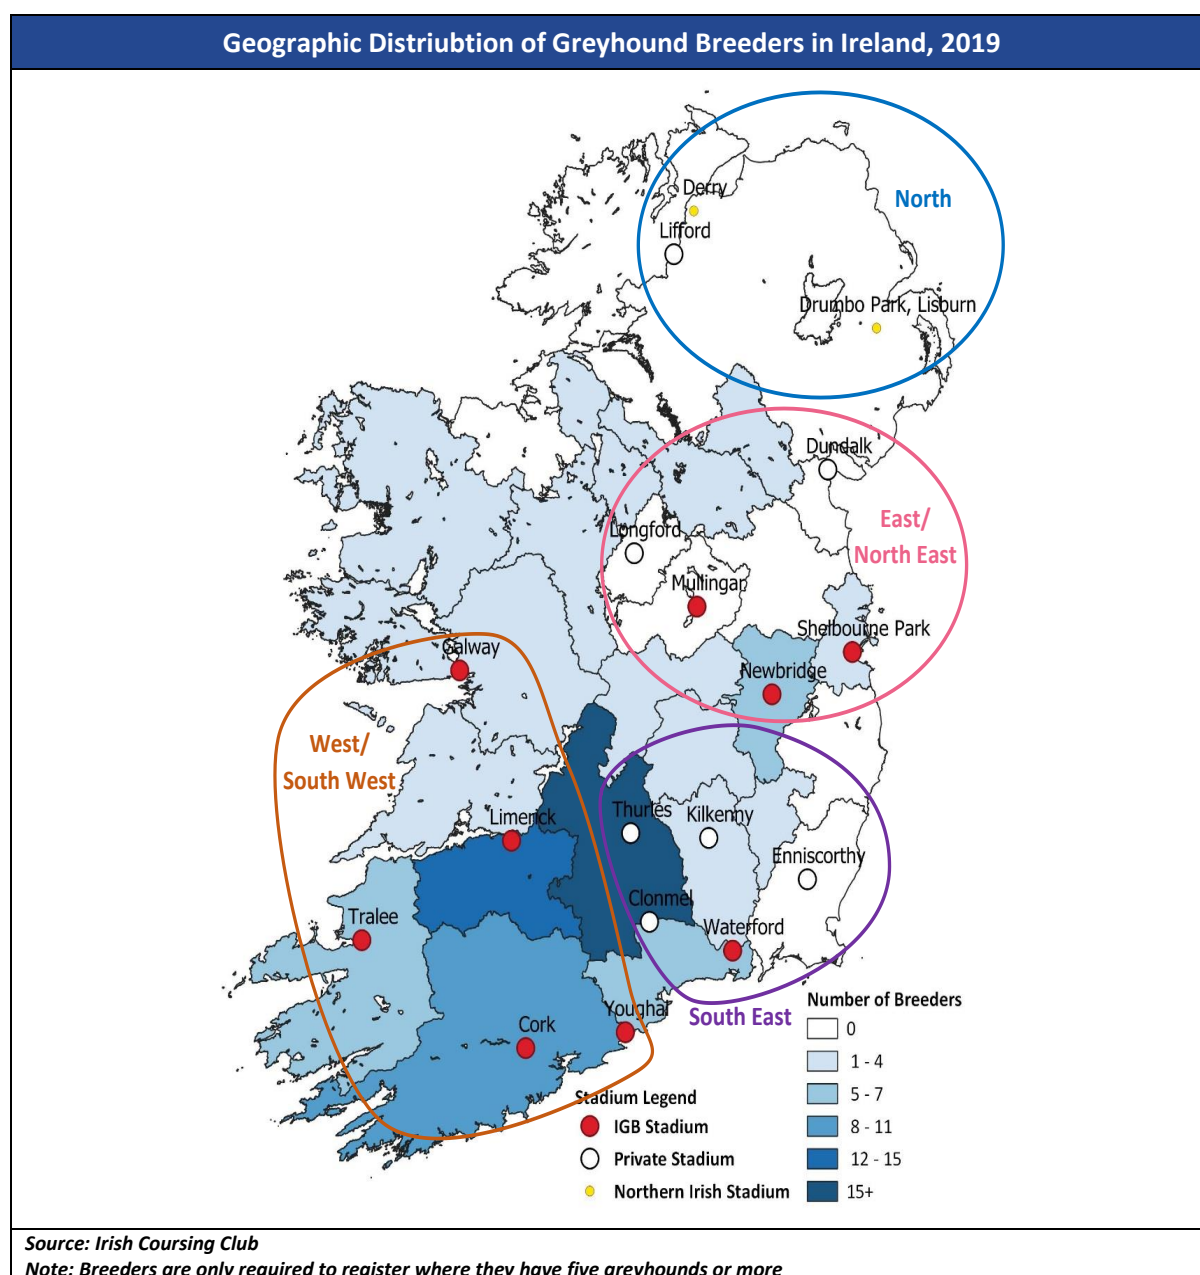 Geographic Distriubtion of Greyhound Breeders in Ireland, 2019
North
Derry
Lifford
Drumbo Park, Lisburn
Dundalk
East/
North East
Longford
Mullingar
Shelbourne Park
Galway
Newbridge
West/
South West
Limerick
Thurles
Kilkenny
Enniscorthy
Tralee
Clonmel
Waterford
Youghal
Cork
South East
Number of Breeders
0
1 - 4
5 - 7
8 - 11
12 - 15
15+
Stadium Legend
IGB Stadium
Private Stadium
Northern Irish Stadium
Source: Irish Coursing Club
Note: Breeders are only required to register where they have five greyhounds or more